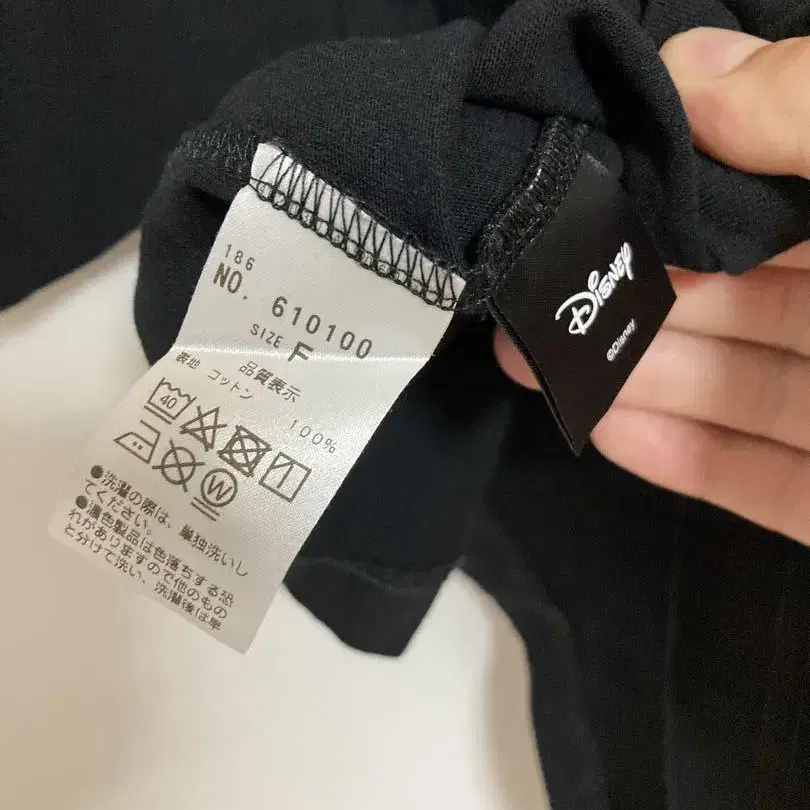 186
NO. 610100
SIZE F
品質表示
表地 コットン 100%
40
W
●洗濯の際は、単独洗いし
てください。
●濃色製品は色落ちする恐
れがありますので他のもの
と分けて洗い、洗濯後は早
Disney
©Disney